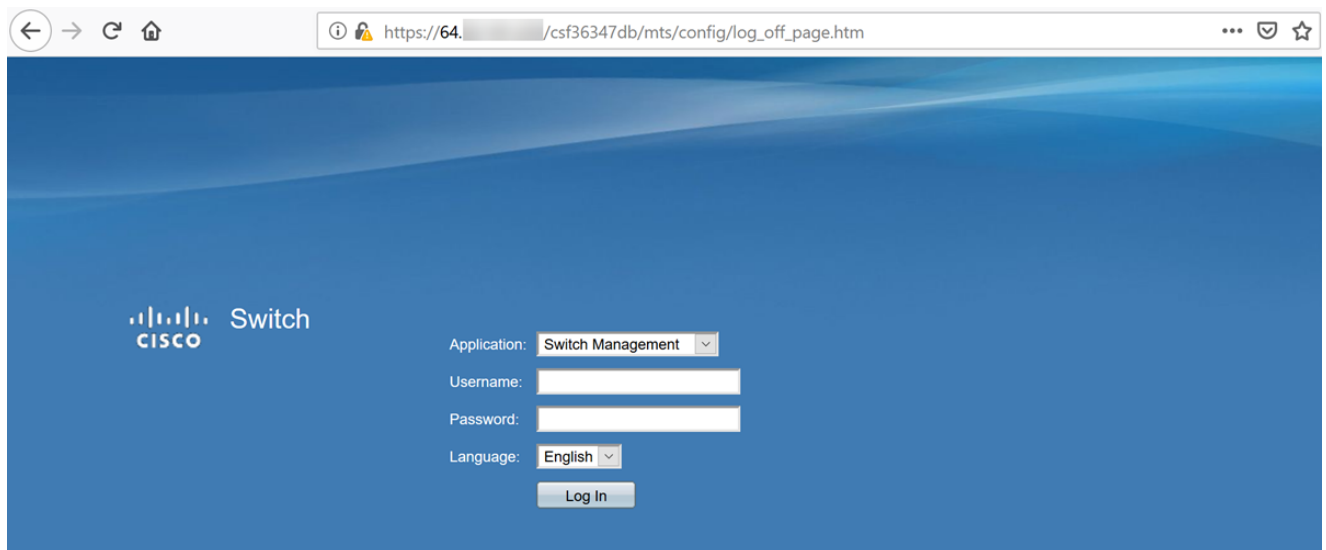 https://64. /csf36347db/mts/config/log_off_page.htm
CISCO
Switch
Application: Switch Management
Username:
Password:
Language: English
Log In